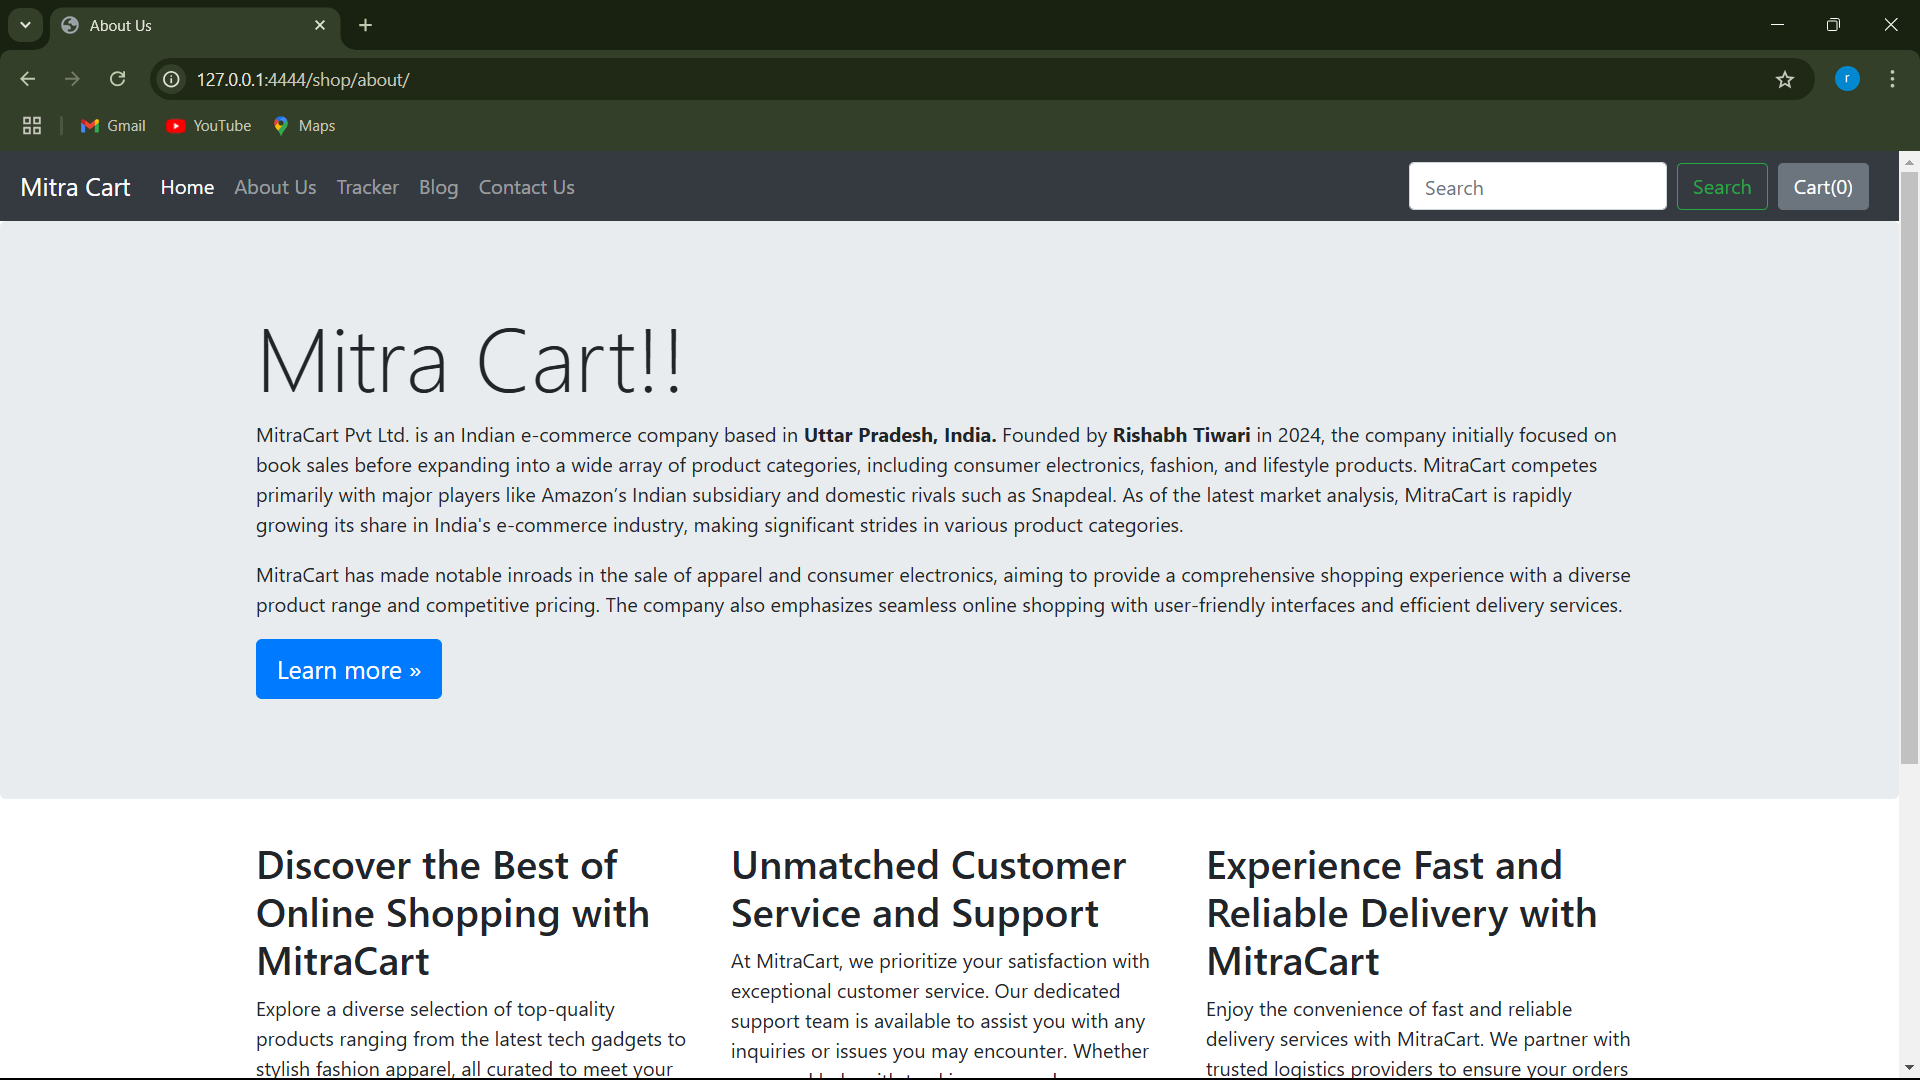 About Us
127.0.0.1:4444/shop/about/
r
Gmail YouTube Maps
Mitra Cart Home About Us Tracker Blog Contact Us Search Search Cart(0)
Mitra Cart!!
MitraCart Pvt Ltd. is an Indian e-commerce company based in Uttar Pradesh, India. Founded by Rishabh Tiwari in 2024, the company initially focused on
book sales before expanding into a wide array of product categories, including consumer electronics, fashion, and lifestyle products. MitraCart competes
primarily with major players like Amazon’s Indian subsidiary and domestic rivals such as Snapdeal. As of the latest market analysis, MitraCart is rapidly
growing its share in India's e-commerce industry, making significant strides in various product categories.
MitraCart has made notable inroads in the sale of apparel and consumer electronics, aiming to provide a comprehensive shopping experience with a diverse
product range and competitive pricing. The company also emphasizes seamless online shopping with user-friendly interfaces and efficient delivery services.
Learn more »
Discover the Best of
Online Shopping with
MitraCart
Explore a diverse selection of top-quality
products ranging from the latest tech gadgets to
stylish fashion apparel, all curated to meet your
Unmatched Customer
Service and Support
At MitraCart, we prioritize your satisfaction with
exceptional customer service. Our dedicated
support team is available to assist you with any
inquiries or issues you may encounter. Whether
Experience Fast and
Reliable Delivery with
MitraCart
Enjoy the convenience of fast and reliable
delivery services with MitraCart. We partner with
trusted logistics providers to ensure your orders